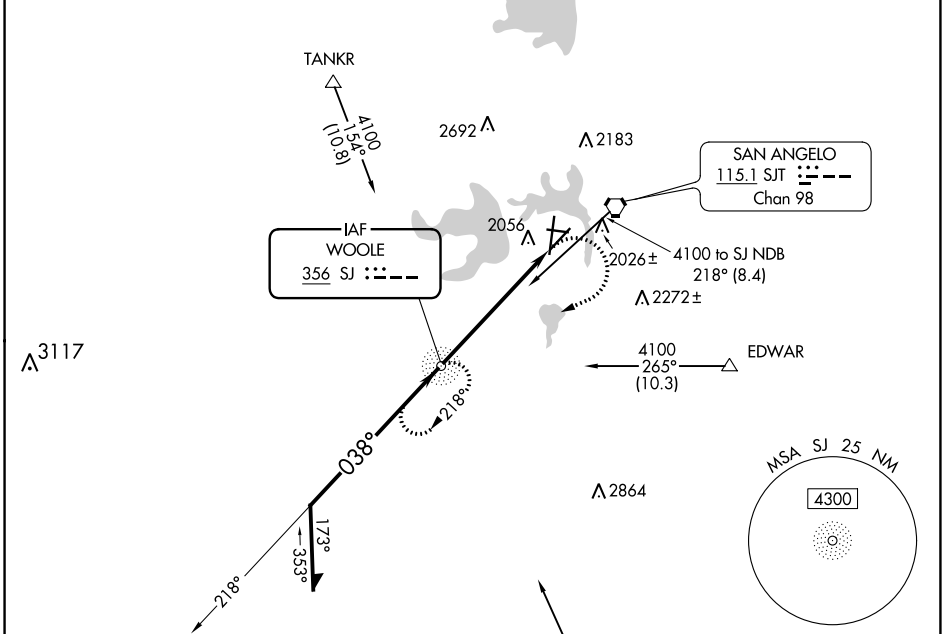 TANKR
4100
154°
(10.8)
2692
2183
SAN ANGELO
115.1 SJT
Chan 98
IAF
WOOLE
356 SJ
2056
2026±
4100 to SJ NDB
218° (8.4)
2272±
3117
4100
265°
(10.3)
EDWAR
218°
038°
2864
MSA SJ 25 NM
4300
173°
353°
218°